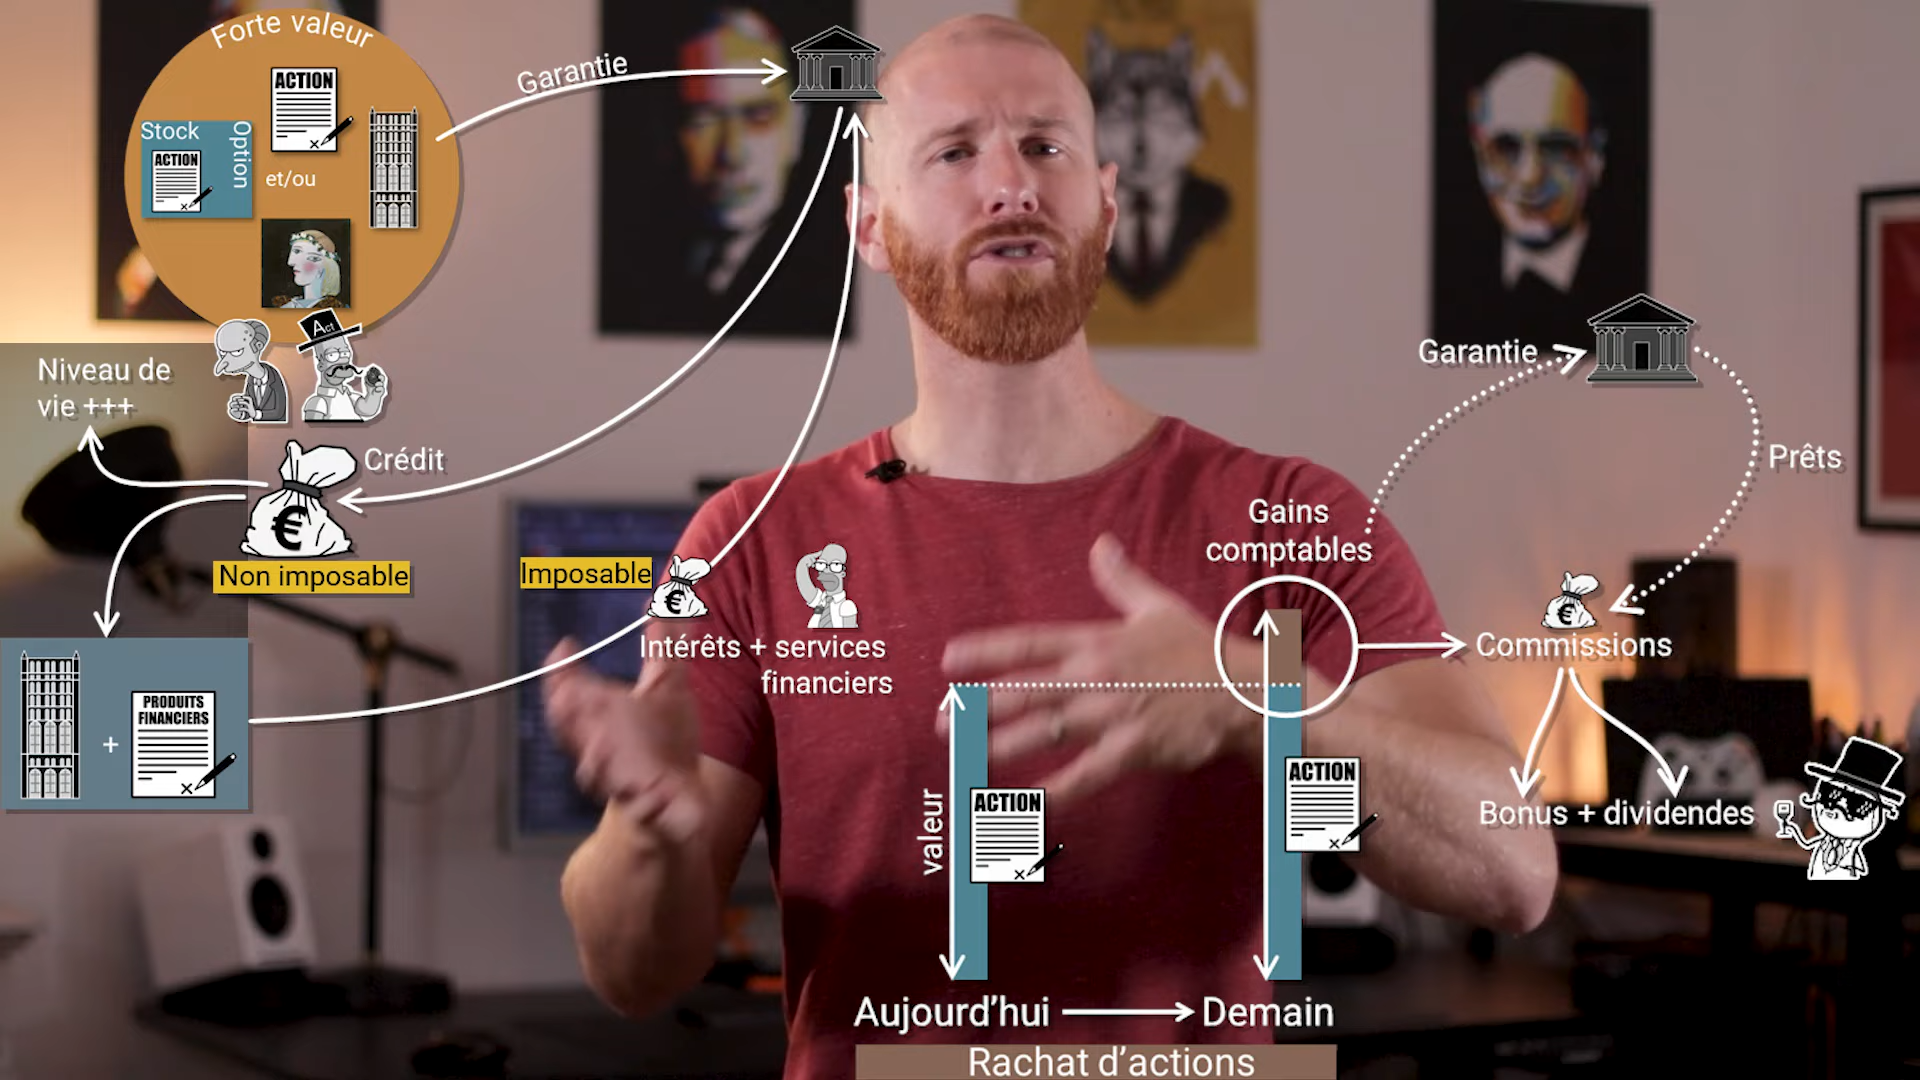 Forte valeur
ACTION
Stock
Option
ACTION
et/ou
Garantie
Act
Niveau de
vie +++
Crédit
€
Non imposable
Imposable
€
Intérêts + services
financiers
PRODUITS
FINANCIERS
+
Garantie
Prêts
Gains
comptables
€
Commissions
Bonus + dividendes
valeur
ACTION
ACTION
Aujourd'hui
Demain
Rachat d'actions